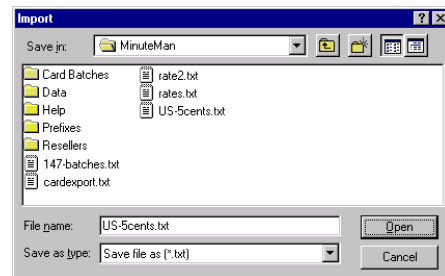 Import
Save in: MinuteMan
Card Batches
Data
Help
Prefixes
Resellers
147-batches.txt
cardexport.txt
rate2.txt
rates.txt
US-5cents.txt
File name: US-5cents.txt Open
Save as type: Save file as (*.txt) Cancel